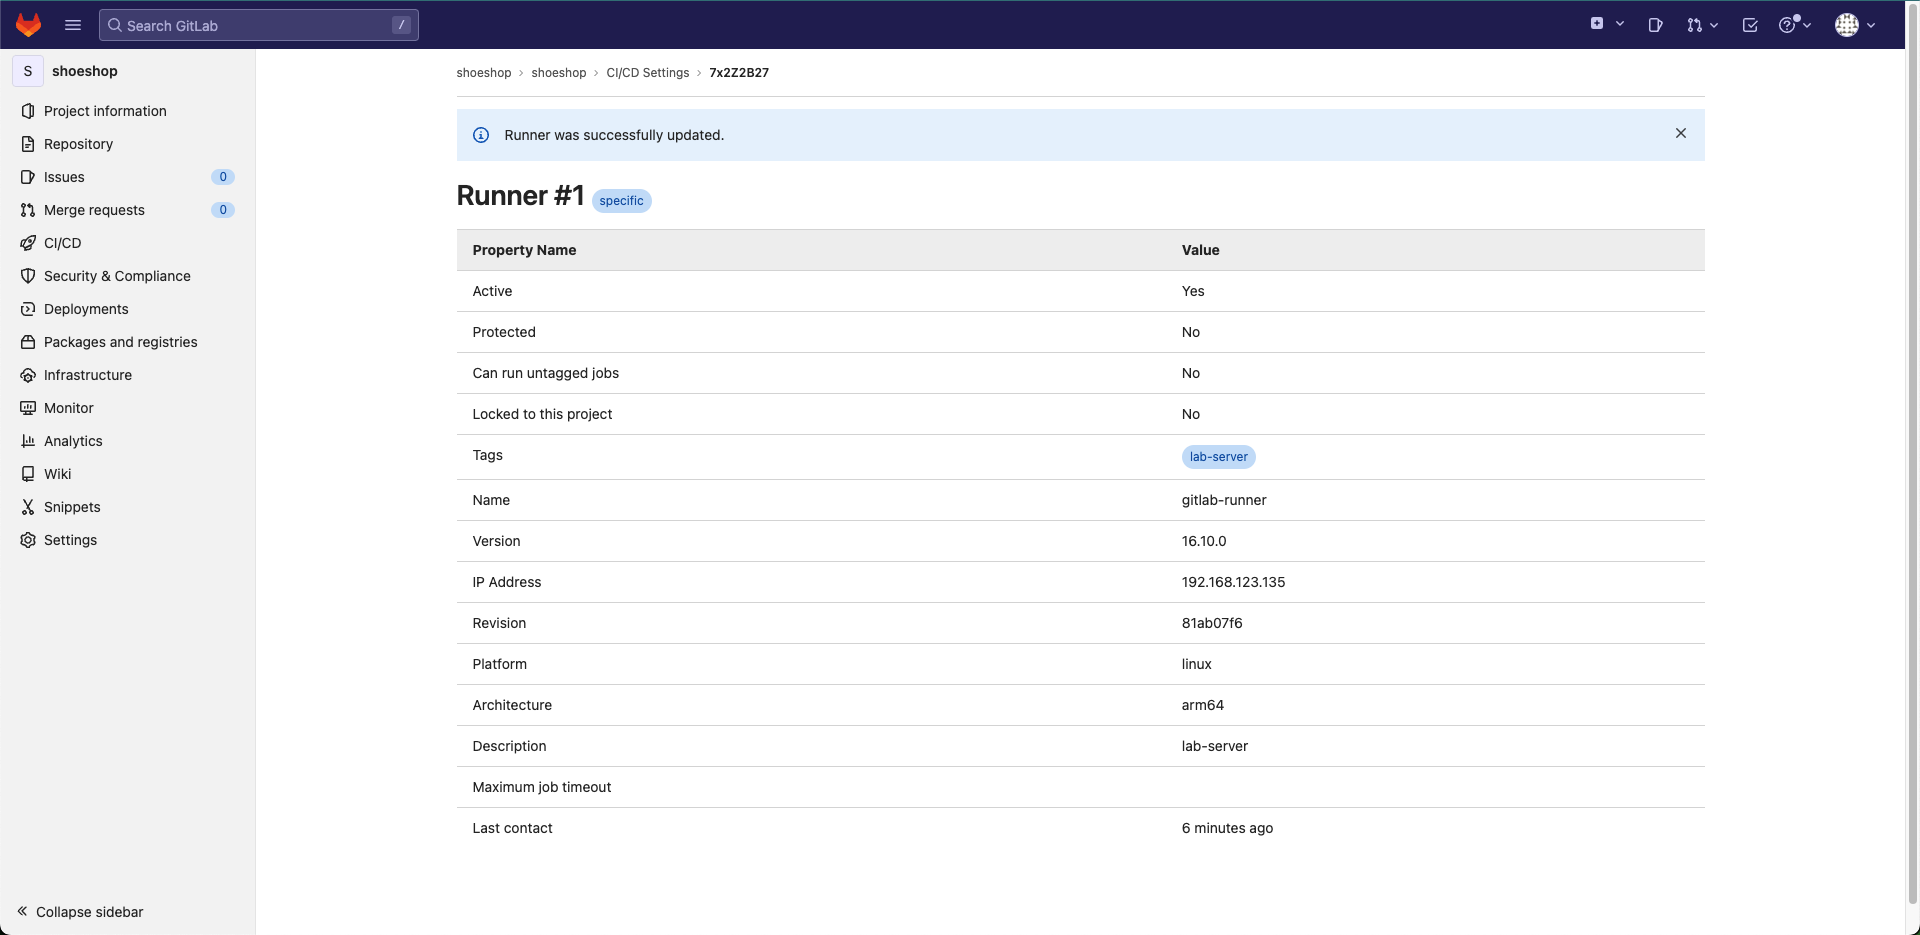 Search GitLab /
S shoeshop
Project information
Repository
Issues 0
Merge requests 0
CI/CD
Security & Compliance
Deployments
Packages and registries
Infrastructure
Monitor
Analytics
Wiki
Snippets
Settings
Collapse sidebar
shoeshop › shoeshop › CI/CD Settings › 7x2Z2B27
Runner was successfully updated.
Runner #1 specific
Property Name Value
Active Yes
Protected No
Can run untagged jobs No
Locked to this project No
Tags lab-server
Name gitlab-runner
Version 16.10.0
IP Address 192.168.123.135
Revision 81ab07f6
Platform linux
Architecture arm64
Description lab-server
Maximum job timeout
Last contact 6 minutes ago